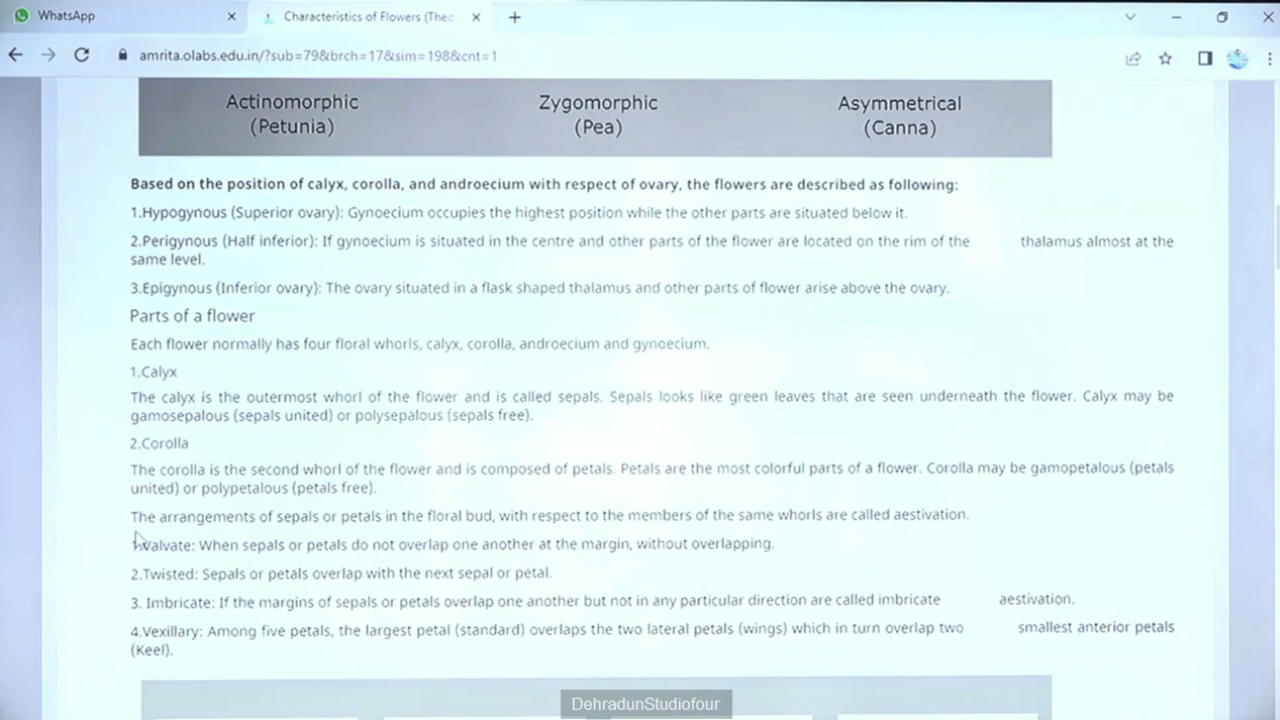 WhatsApp
Characteristics of Flowers (Theo
amrita.olabs.edu.in/?sub=79&brch=17&sim=198&cnt=1
Actinomorphic Zygomorphic Asymmetrical
(Petunia) (Pea) (Canna)
Based on the position of calyx, corolla, and androecium with respect of ovary, the flowers are described as following:
1.Hypogynous (Superior ovary): Gynoecium occupies the highest position while the other parts are situated below it.
2.Perigynous (Half inferior): If gynoecium is situated in the centre and other parts of the flower are located on the rim of the thalamus almost at the
same level.
3.Epigynous (Inferior ovary): The ovary situated in a flask shaped thalamus and other parts of flower arise above the ovary.
Parts of a flower
Each flower normally has four floral whorls, calyx, corolla, androecium and gynoecium.
1.Calyx
The calyx is the outermost whorl of the flower and is called sepals. Sepals looks like green leaves that are seen underneath the flower. Calyx may be
gamosepalous (sepals united) or polysepalous (sepals free).
2.Corolla
The corolla is the second whorl of the flower and is composed of petals. Petals are the most colorful parts of a flower. Corolla may be gamopetalous (petals
united) or polypetalous (petals free).
The arrangements of sepals or petals in the floral bud, with respect to the members of the same whorls are called aestivation.
1.Valvate: When sepals or petals do not overlap one another at the margin, without overlapping.
2.Twisted: Sepals or petals overlap with the next sepal or petal.
3. Imbricate: If the margins of sepals or petals overlap one another but not in any particular direction are called imbricate aestivation.
4.Vexillary: Among five petals, the largest petal (standard) overlaps the two lateral petals (wings) which in turn overlap two smallest anterior petals
(Keel).
DehradunStudiofour